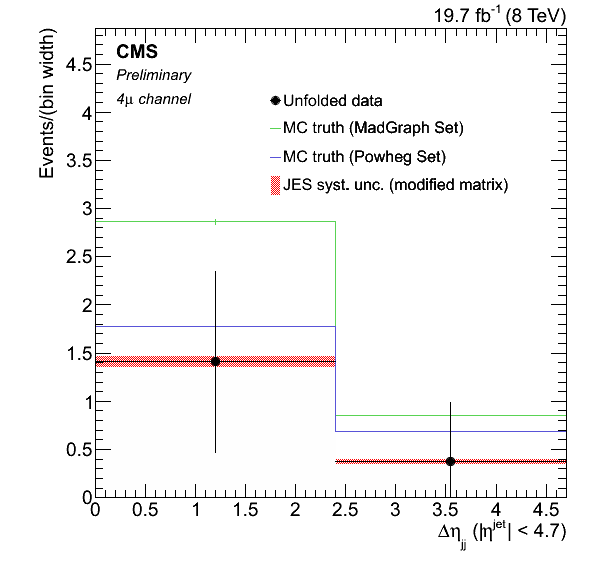 19.7 fb⁻¹ (8 TeV)
Events/(bin width)
CMS
Preliminary
4μ channel
Unfolded data
MC truth (MadGraph Set)
MC truth (Powheg Set)
JES syst. unc. (modified matrix)
4.5
4
3.5
3
2.5
2
1.5
1
0.5
0
0 0.5 1 1.5 2 2.5 3 3.5 4 4.5
Δη_jj (|η^jet| < 4.7)